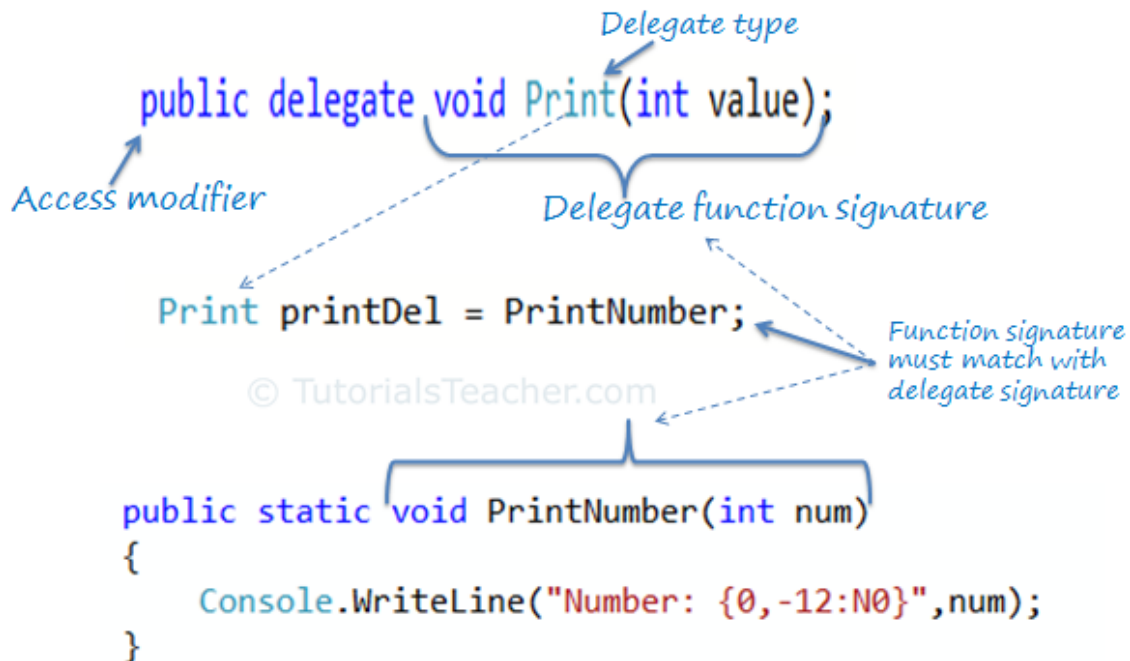 Delegate type
public delegate void Print(int value);
Access modifier
Delegate function signature
Print printDel = PrintNumber;
Function signature
must match with
delegate signature
© TutorialsTeacher.com
public static void PrintNumber(int num)
{
    Console.WriteLine("Number: {0,-12:N0}",num);
}